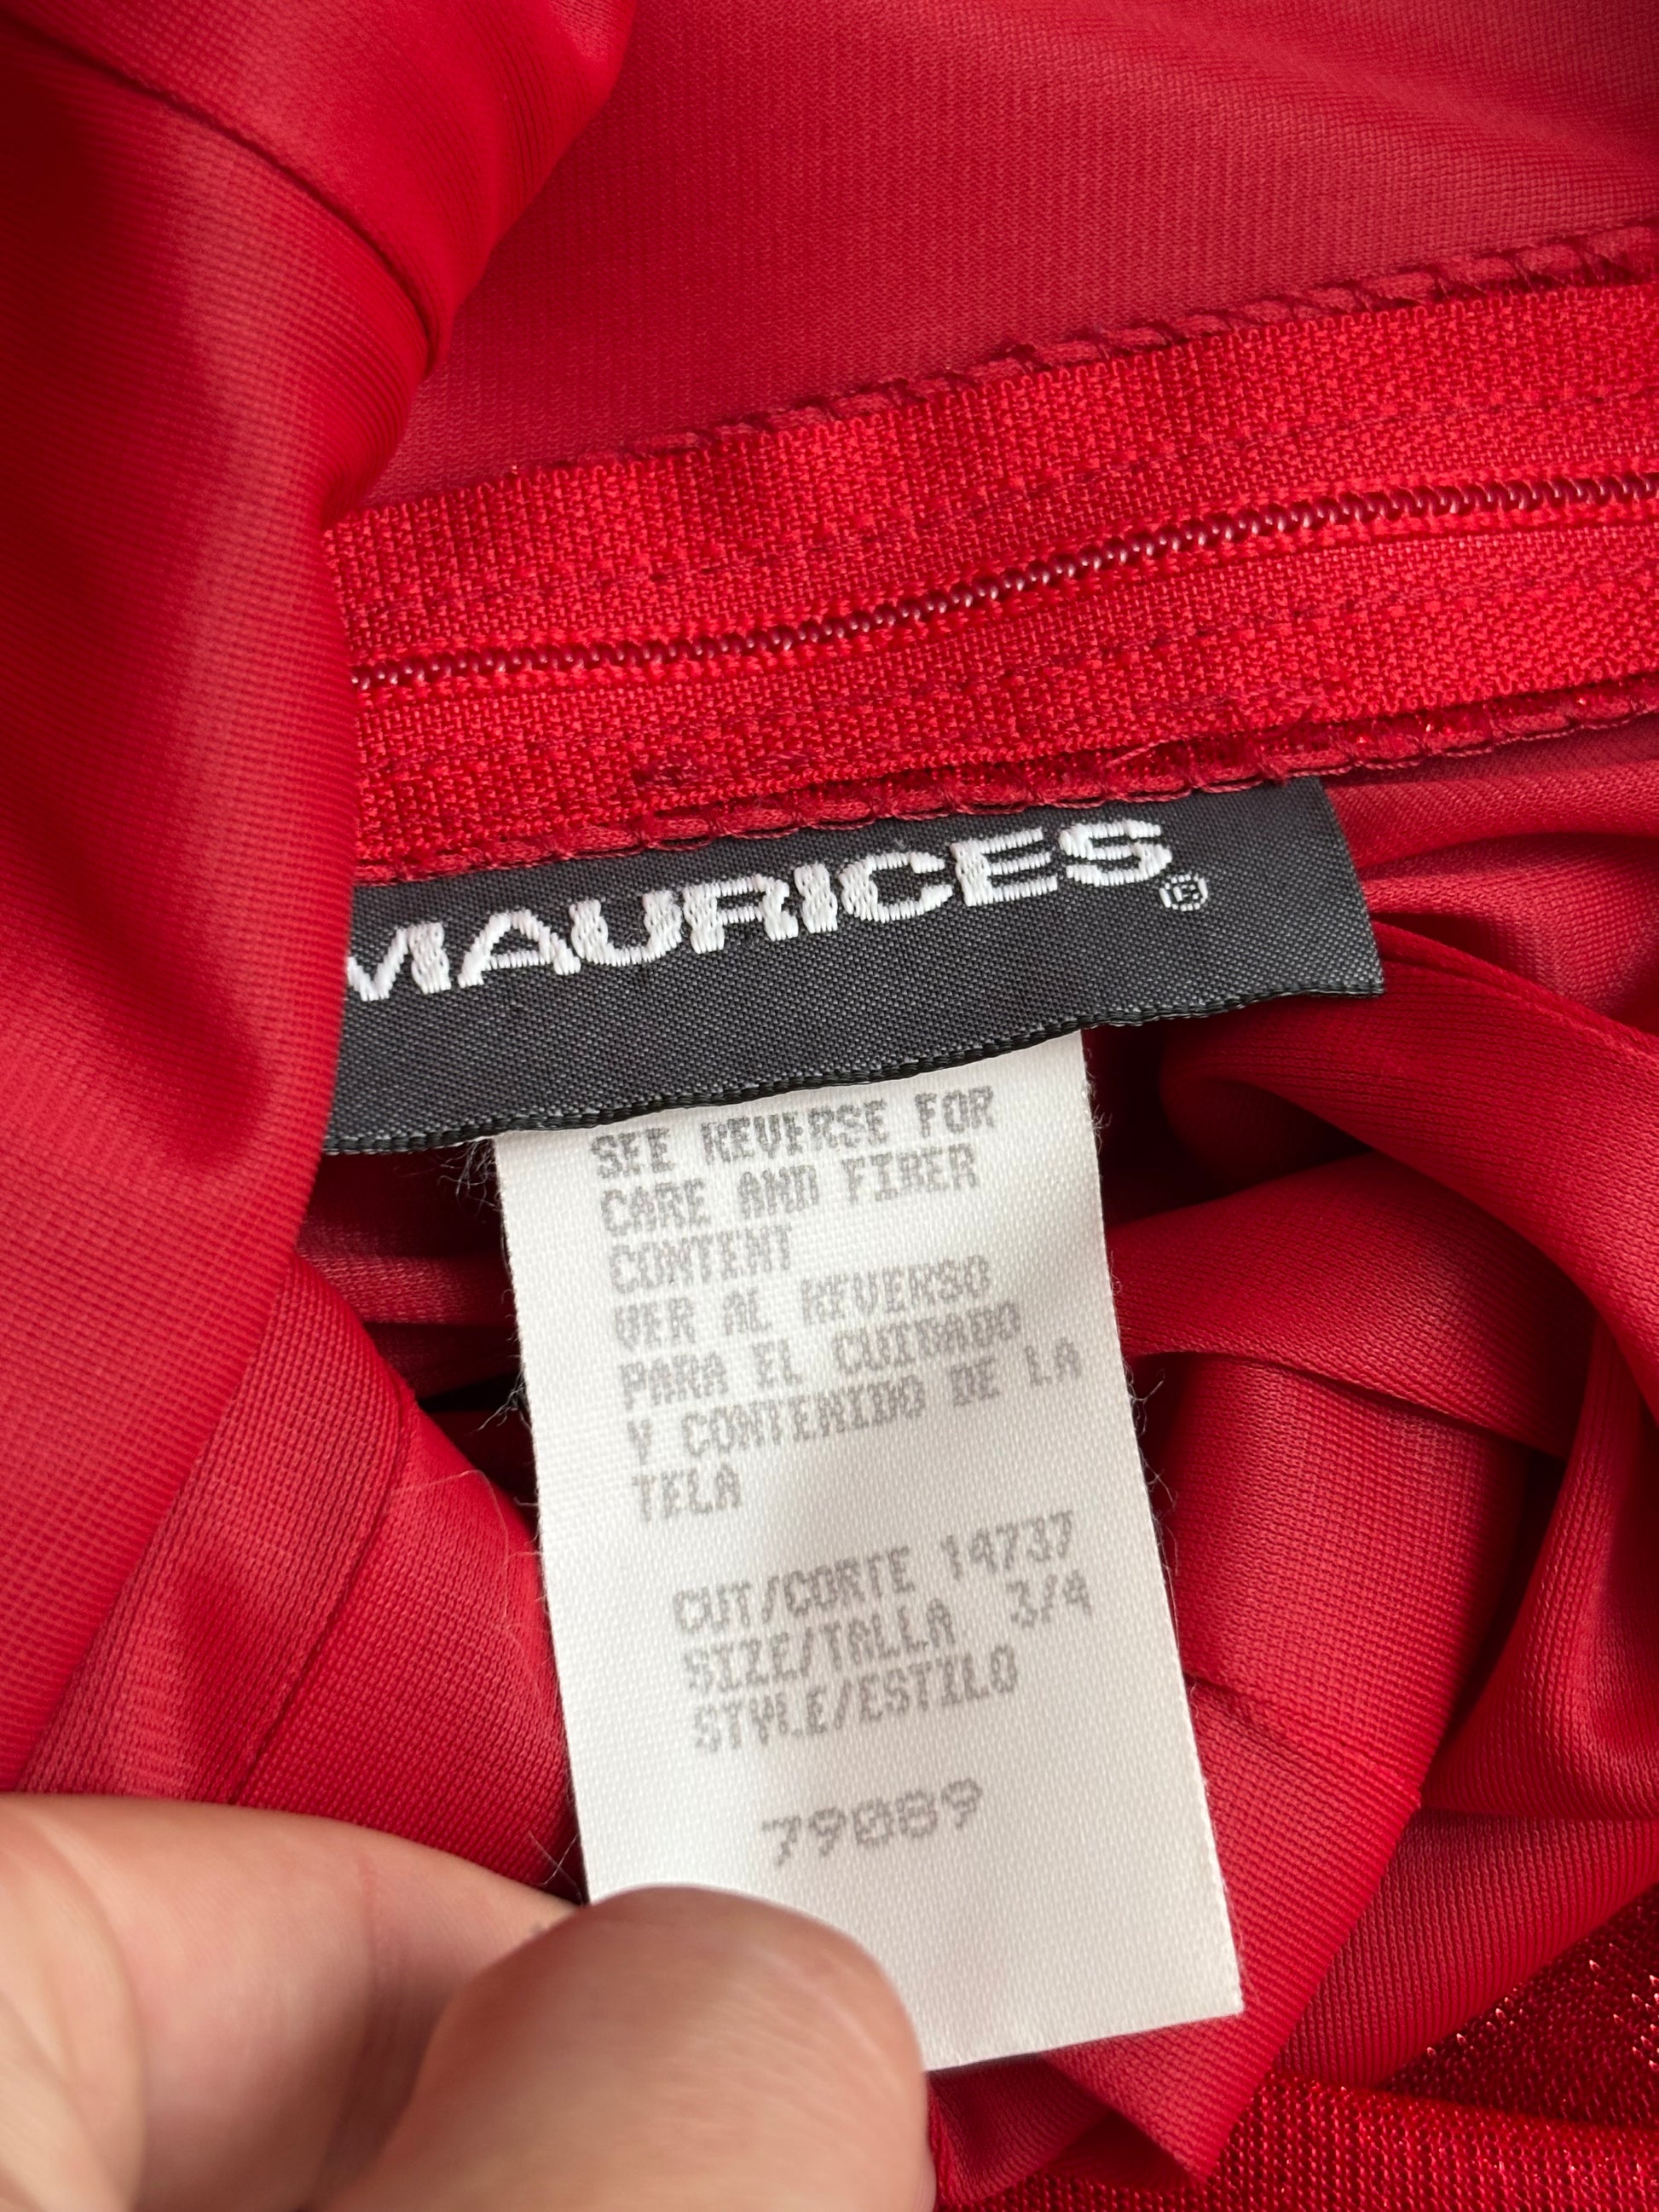 MAURICES®
SEE REVERSE FOR
CARE AND FIBER
CONTENT
VER AL REVERSO
PARA EL CUIDADO
Y CONTENIDO DE LA
TELA
CUT/CORTE 14737
SIZE/TALLA 3/4
STYLE/ESTILO
79089